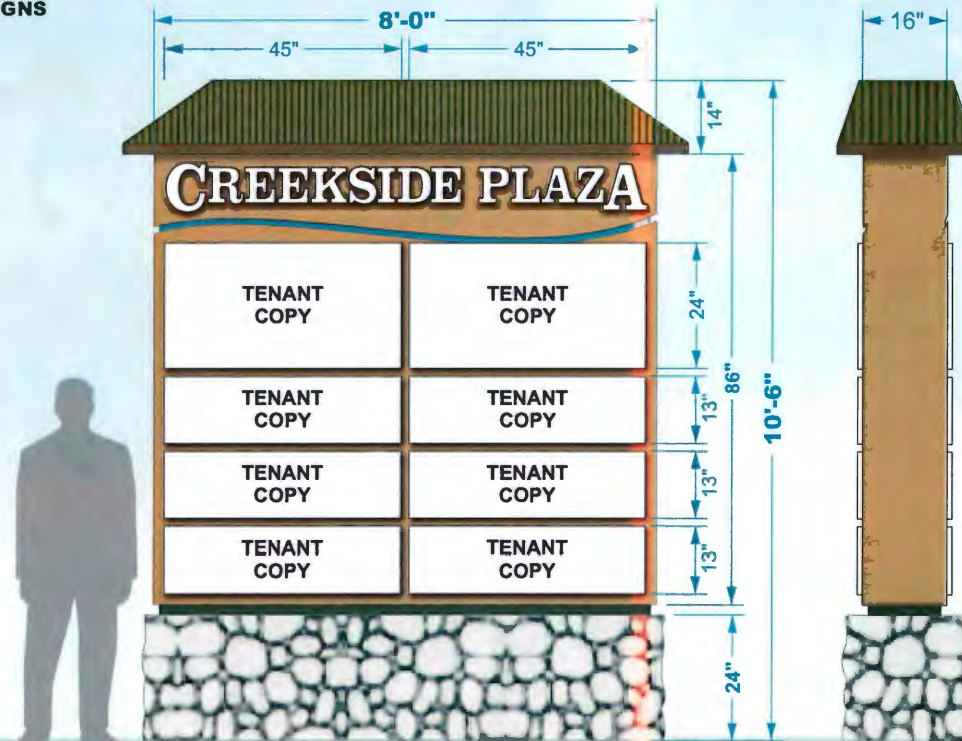 GNS
8'-0"
16"
45" 45"
14"
CREEKSIDE PLAZA
TENANT
COPY
TENANT
COPY
24"
86"
10'-6"
TENANT
COPY
TENANT
COPY
13"
TENANT
COPY
TENANT
COPY
13"
TENANT
COPY
TENANT
COPY
13"
24"